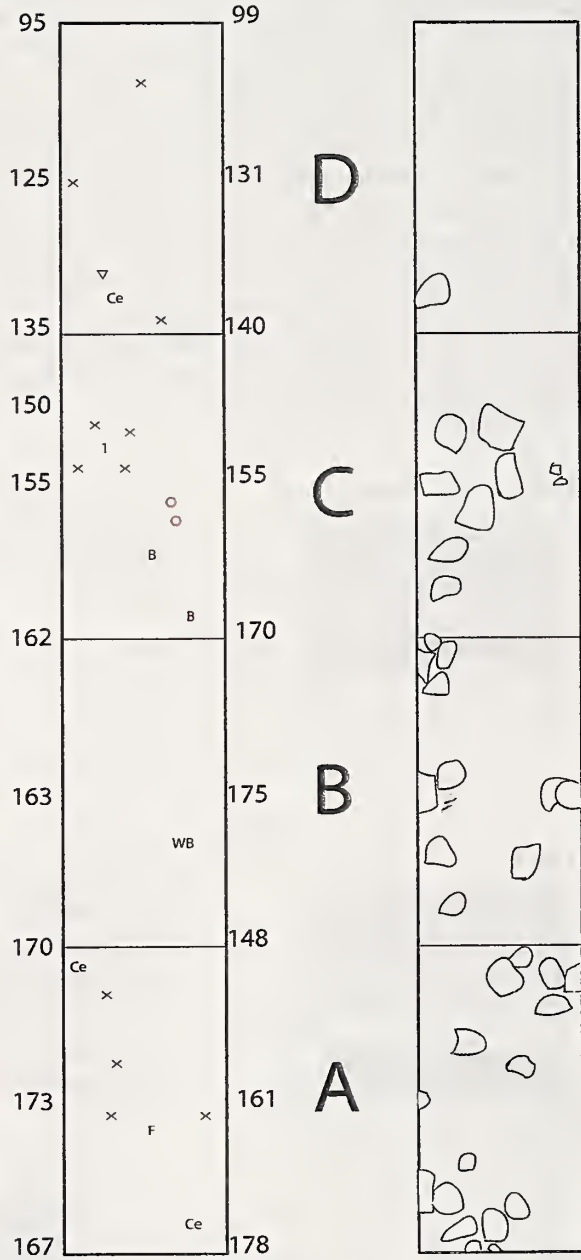 95 99
×
125 × 131 D
▽
Ce
×
135 140
150
× ×
1
× ×
155 155 C
B
B
162 170
163 175 B
WB
170 148
Ce
×
×
173 × × 161 A
F
Ce
167 178